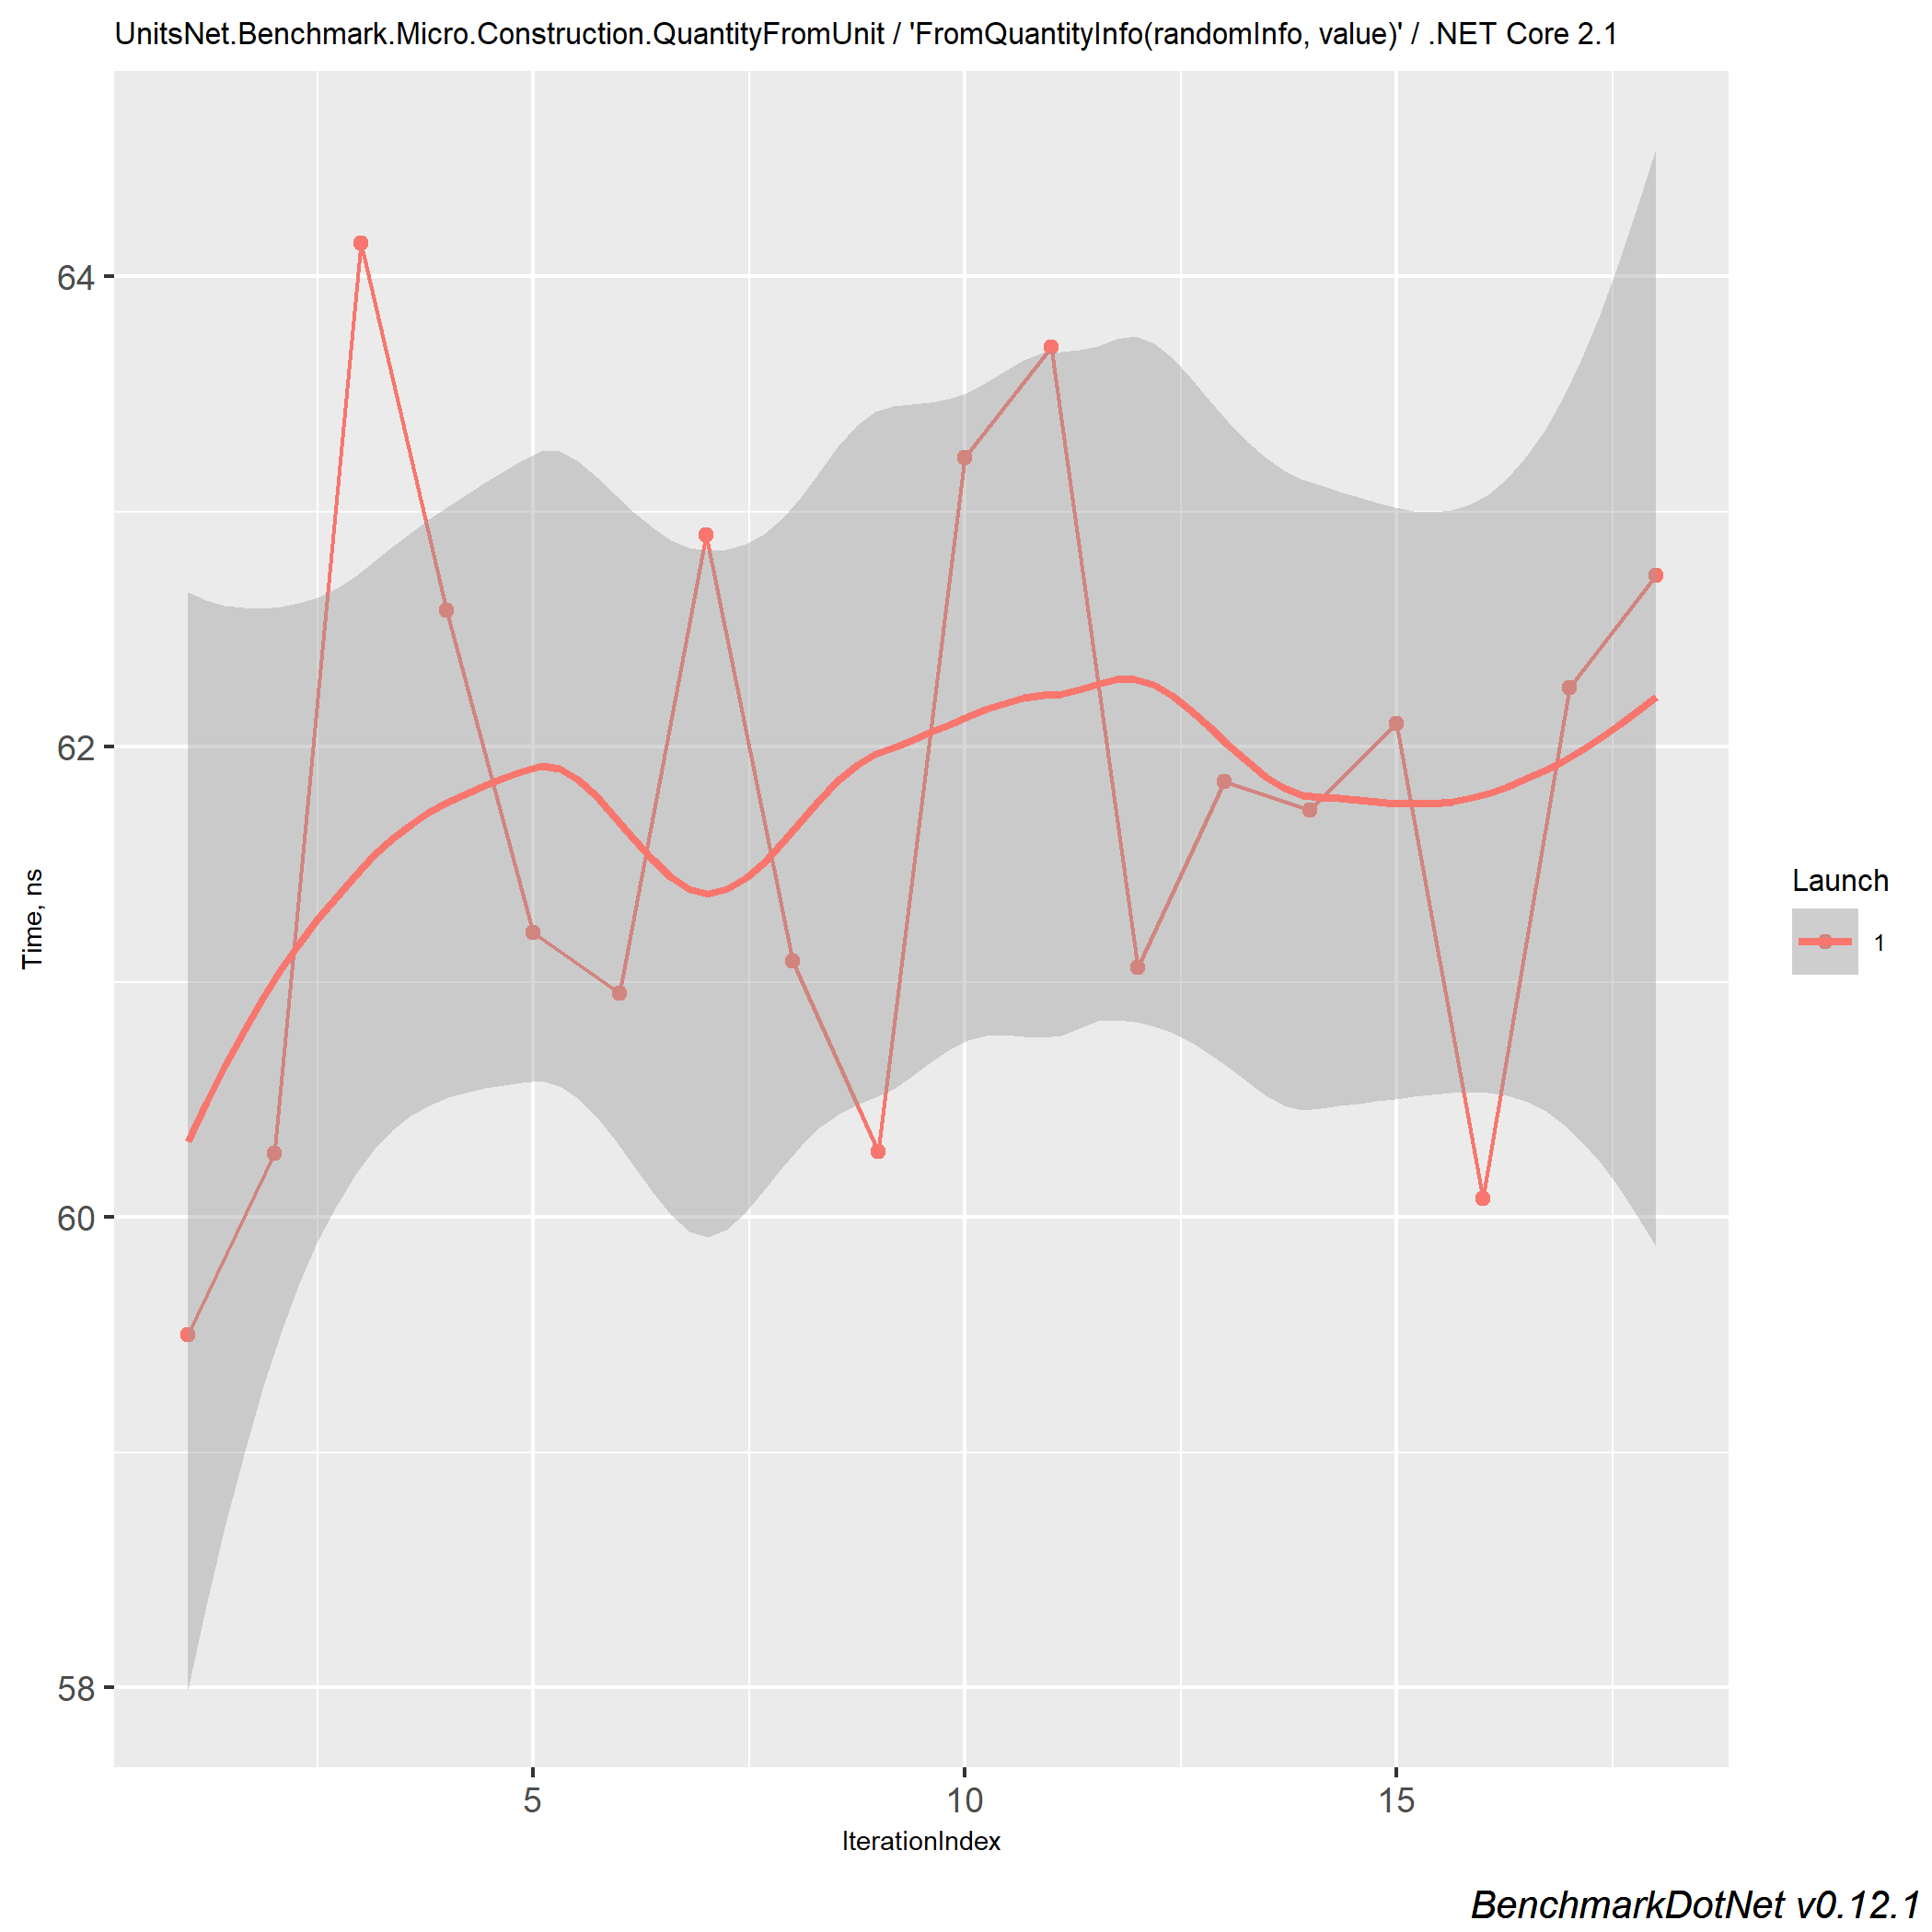 UnitsNet.Benchmark.Micro.Construction.QuantityFromUnit / 'FromQuantityInfo(randomInfo, value)' / .NET Core 2.1
64
62
60
58
Time, ns
5 10 15
IterationIndex
Launch
1
BenchmarkDotNet v0.12.1